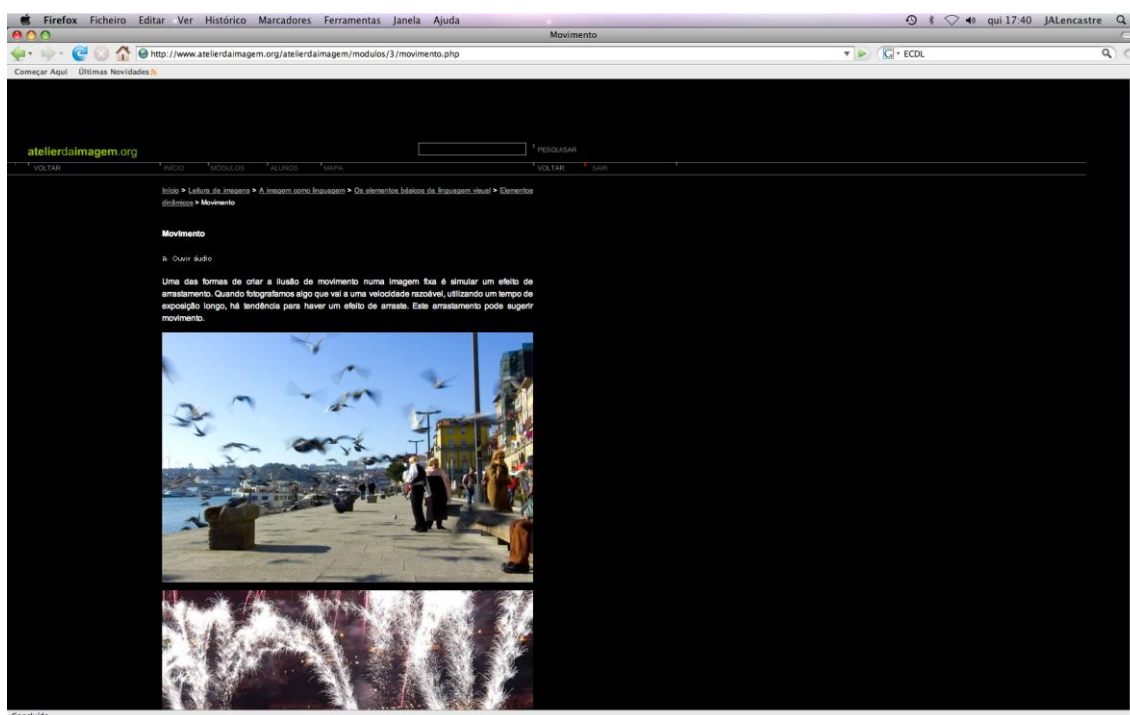 Firefox Ficheiro Editar Ver Histórico Marcadores Ferramentas Janela Ajuda qui 17:40 JALencastre
Movimento
http://www.atelierdaimagem.org/atelierdaimagem/modulos/3/movimento.php ECDL
Começar Aqui Últimas Novidades
atelierdaimagem.org PESQUISAR
VOLTAR INÍCIO MÓDULOS ALUNOS MAPA VOLTAR SAIR
Início > Leitura de imagens > A imagem como linguagem > Os elementos básicos da linguagem visual > Elementos
dinâmicos > Movimento
Movimento
Ouvir áudio
Uma das formas de criar a ilusão de movimento numa imagem fixa é simular um efeito de
arrastamento. Quando fotografamos algo que vai a uma velocidade razoável, utilizando um tempo de
exposição longo, há tendência para haver um efeito de arraste. Este arrastamento pode sugerir
movimento.